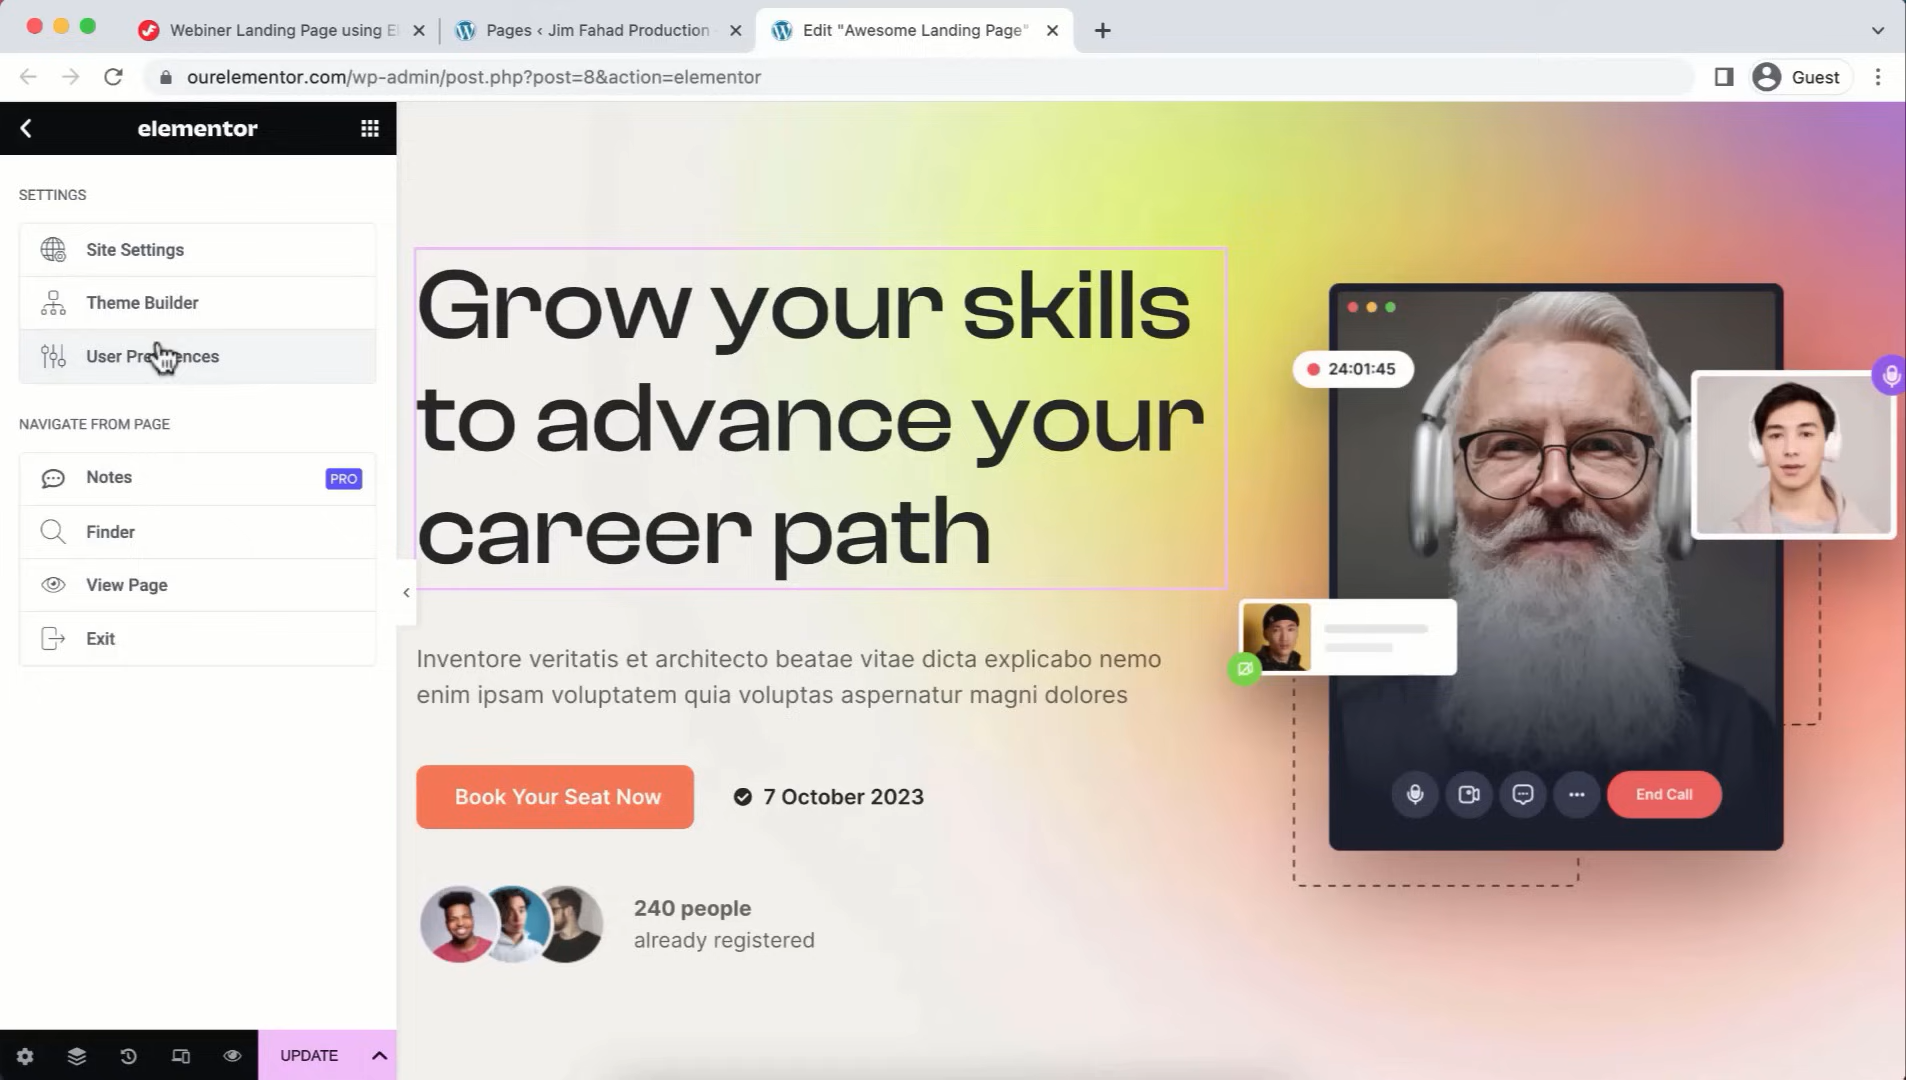 Webiner Landing Page using El
Pages ‹ Jim Fahad Production
Edit "Awesome Landing Page"
ourelementor.com/wp-admin/post.php?post=8&action=elementor
Guest
elementor
SETTINGS
Site Settings
Theme Builder
User Preferences
NAVIGATE FROM PAGE
Notes
PRO
Finder
View Page
Exit
UPDATE
Grow your skills
to advance your
career path
Inventore veritatis et architecto beatae vitae dicta explicabo nemo
enim ipsam voluptatem quia voluptas aspernatur magni dolores
Book Your Seat Now
7 October 2023
240 people
already registered
24:01:45
End Call